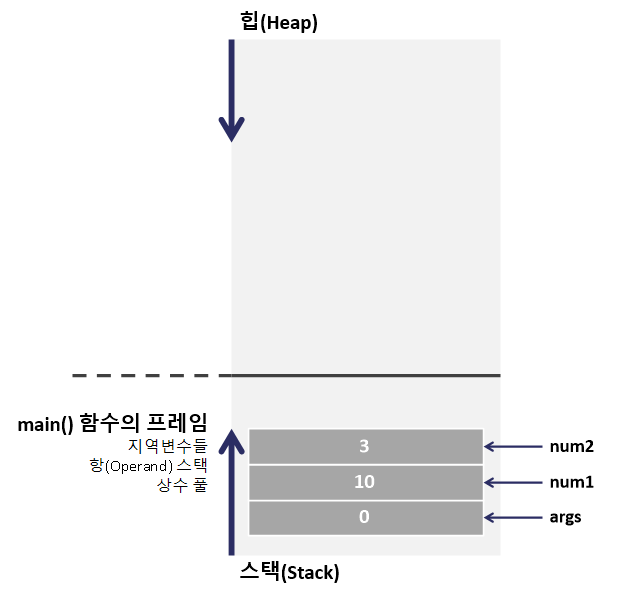 힙(Heap)
main() 함수의 프레임
지역변수들
항(Operand) 스택
상수 풀
3
num2
10
num1
0
args
스택(Stack)